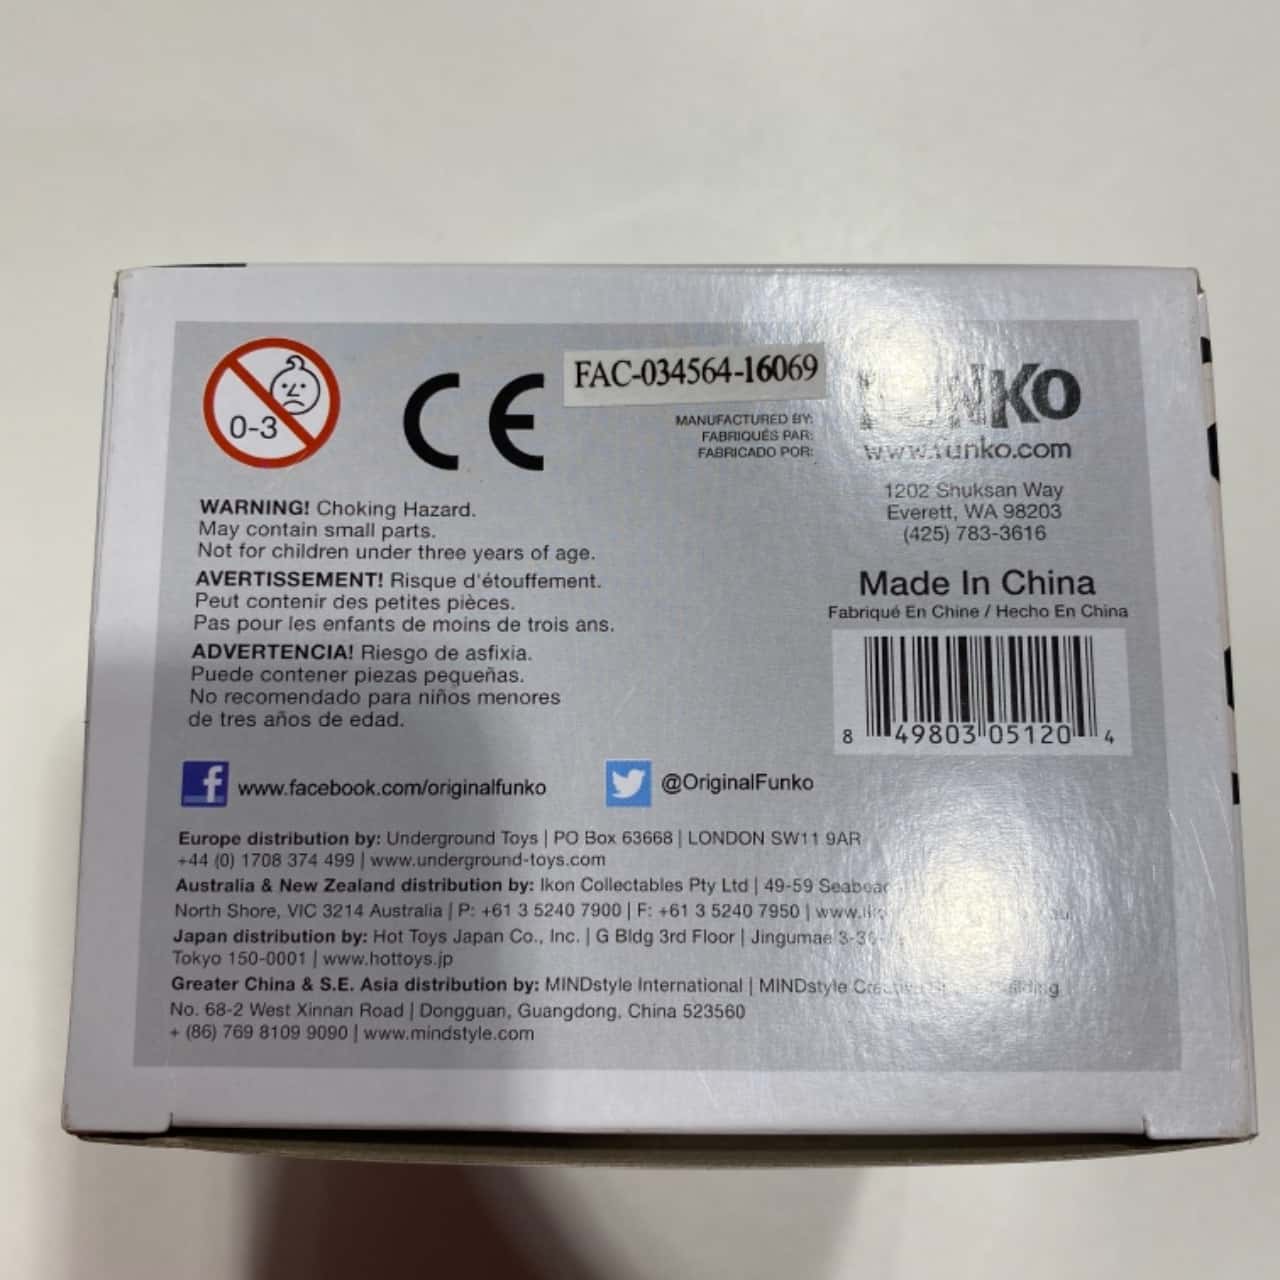 0-3
CE
FAC-034564-16069
MANUFACTURED BY:
FABRIQUÉS PAR:
FABRICADO POR:
FUNKO
www.funko.com
1202 Shuksan Way
Everett, WA 98203
(425) 783-3616
Made In China
Fabriqué En Chine / Hecho En China
8 49803 05120 4
WARNING! Choking Hazard.
May contain small parts.
Not for children under three years of age.
AVERTISSEMENT! Risque d'étouffement.
Peut contenir des petites pièces.
Pas pour les enfants de moins de trois ans.
ADVERTENCIA! Riesgo de asfixia.
Puede contener piezas pequeñas.
No recomendado para niños menores
de tres años de edad.
f www.facebook.com/originalfunko
@OriginalFunko
Europe distribution by: Underground Toys | PO Box 63668 | LONDON SW11 9AR
+44 (0) 1708 374 499 | www.underground-toys.com
Australia & New Zealand distribution by: Ikon Collectables Pty Ltd | 49-59
North Shore, VIC 3214 Australia | P: +61 3 5240 7900 | F: +61 3 5240 7950 |
Japan distribution by: Hot Toys Japan Co., Inc. | G Bldg 3rd Floor | Jingumae
Tokyo 150-0001 | www.hottoys.jp
Greater China & S.E. Asia distribution by: MINDstyle International | MINDstyle
No. 68-2 West Xinnan Road | Dongguan, Guangdong, China 523560
+ (86) 769 8109 9090 | www.mindstyle.com